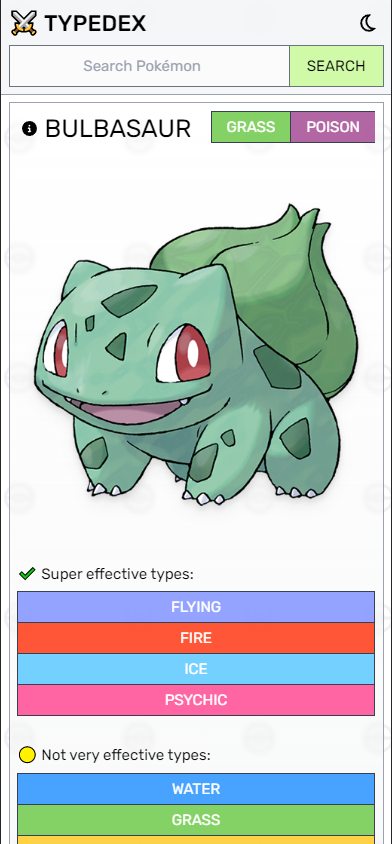 TYPEDEX
Search Pokémon
SEARCH
BULBASAUR
GRASS
POISON
Super effective types:
FLYING
FIRE
ICE
PSYCHIC
Not very effective types:
WATER
GRASS